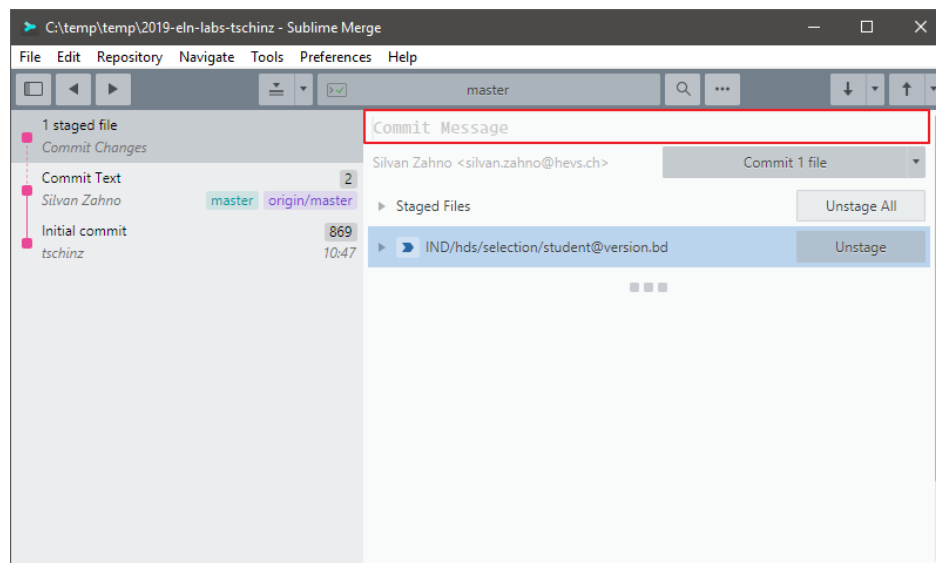 C:\temp\temp\2019-eln-labs-tschinz - Sublime Merge
File Edit Repository Navigate Tools Preferences Help
master
1 staged file
Commit Changes
Commit Text 2
Silvan Zahno master origin/master
Initial commit 869
tschinz 10:47
Commit Message
Silvan Zahno <silvan.zahno@hevs.ch> Commit 1 file
Staged Files Unstage All
IND/hds/selection/student@version.bd Unstage